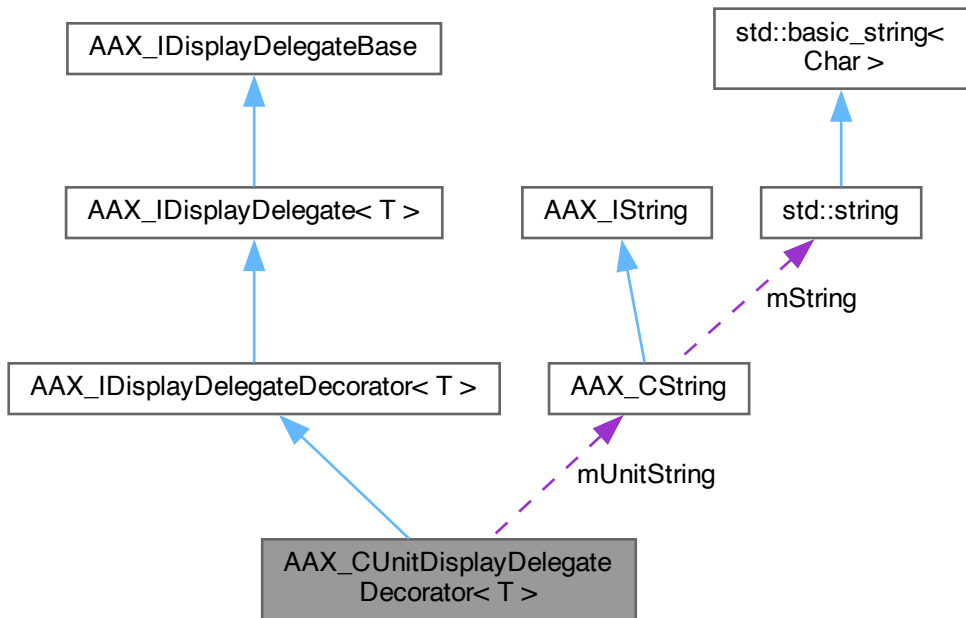 AAX_IDisplayDelegateBase
std::basic_string<
Char >
AAX_IDisplayDelegate< T >
AAX_IString
std::string
mString
AAX_IDisplayDelegateDecorator< T >
AAX_CString
mUnitString
AAX_CUnitDisplayDelegate
Decorator< T >